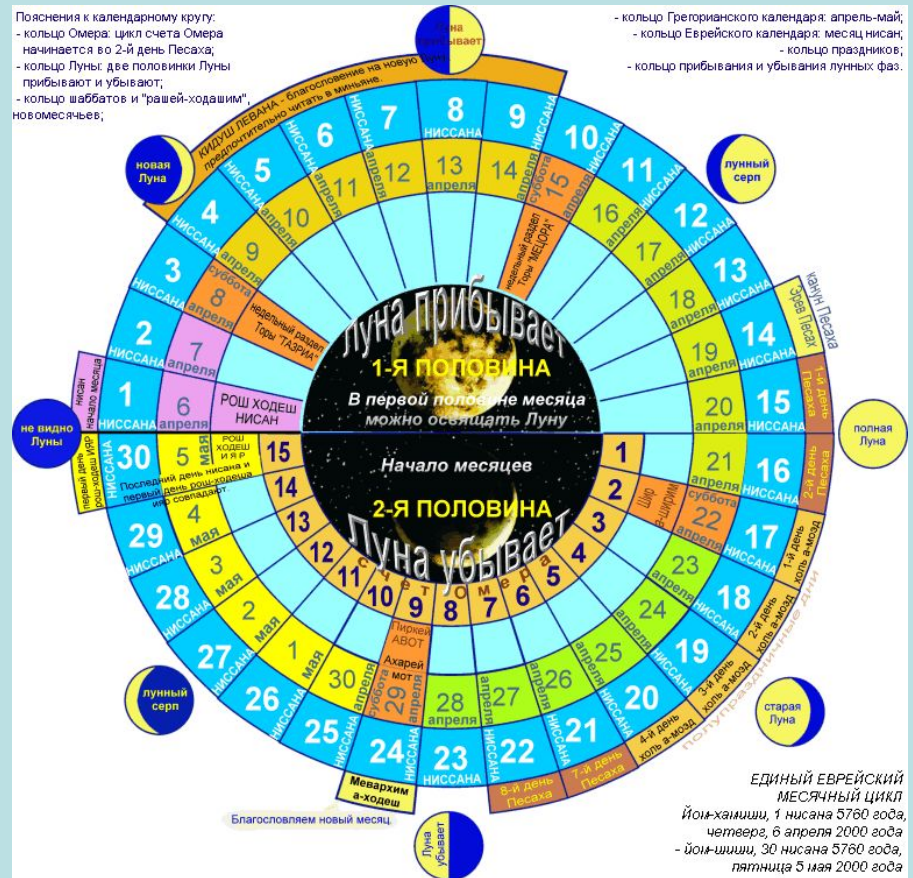 Пояснения к календарному кругу:
- кольцо Омера: цикл счета Омера
начинается во 2-й день Песаха;
- кольцо Луны: две половинки Луны
прибывают и убывают;
- кольцо шаббатов и "рашей-ходашим",
новомесячьев;
- кольцо Грегорианского календаря: апрель-май;
- кольцо Еврейского календаря: месяц нисан;
- кольцо праздников;
- кольцо прибывания и убывания лунных фаз.
КИДУШ ЛЕВАНА - благословение на новую
предпочтительно читать в миньяне.
новая
Луна
лунный
серп
полная
Луна
старая
Луна
Луна
убывает
лунный
серп
не видно
Луны
1
НИССАНА
2
НИССАНА
3
НИССАНА
4
НИССАНА
5
НИССАНА
6
НИССАНА
7
НИССАНА
8
НИССАНА
9
НИССАНА
10
НИССАНА
11
НИССАНА
12
НИССАНА
13
НИССАНА
14
НИССАНА
15
НИССАНА
16
НИССАНА
17
НИССАНА
18
НИССАНА
19
НИССАНА
20
НИССАНА
21
НИССАНА
22
НИССАНА
23
НИССАНА
24
НИССАНА
25
НИССАНА
26
НИССАНА
27
НИССАНА
28
НИССАНА
29
НИССАНА
30
НИССАНА
6
апреля
7
апреля
суббота
8
апреля
9
апреля
10
апреля
11
апреля
12
апреля
13
апреля
14
апреля
суббота
15
апреля
16
апреля
17
апреля
18
апреля
19
апреля
20
апреля
21
апреля
суббота
22
апреля
23
апреля
24
апреля
25
апреля
26
апреля
27
апреля
28
апреля
суббота
29
апреля
30
апреля
1
мая
2
мая
3
мая
4
мая
5
мая
РОШ
ХОДЕШ
ИЯР
Последний день нисана и
первый день рош-ходеша
ияр совпадают.
нисан
начало месяца
первый день
рош-ходеш ИЯР
РОШ ХОДЕШ
НИСАН
недельный раздел
Торы "ТАЗРИА"
недельный раздел
Торы "МЕЦОРА"
канун Песаха
Эрев Песах
1-й день
Песаха
2-й день
Песаха
1-й день
холь а-моэд
2-й день
холь а-моэд
3-й день
холь а-моэд
4-й день
холь а-моэд
полупраздничные дни
7-й день
Песаха
8-й день
Песаха
Мевархим
а-ходеш
Благословляем новый месяц.
Луна прибывает
1-Я ПОЛОВИНА
В первой половине месяца
можно освящать Луну
Начало месяцев
2-Я ПОЛОВИНА
Луна убывает
счет Омера
1
2
3
4
5
6
7
8
9
10
11
12
13
14
15
Шир
а-ширим
Пиркей
АВОТ
Ахарей
мот
ЕДИНЫЙ ЕВРЕЙСКИЙ
МЕСЯЧНЫЙ ЦИКЛ
Йом-хамиши, 1 нисана 5760 года,
четверг, 6 апреля 2000 года
- йом-шиши, 30 нисана 5760 года,
пятница 5 мая 2000 года